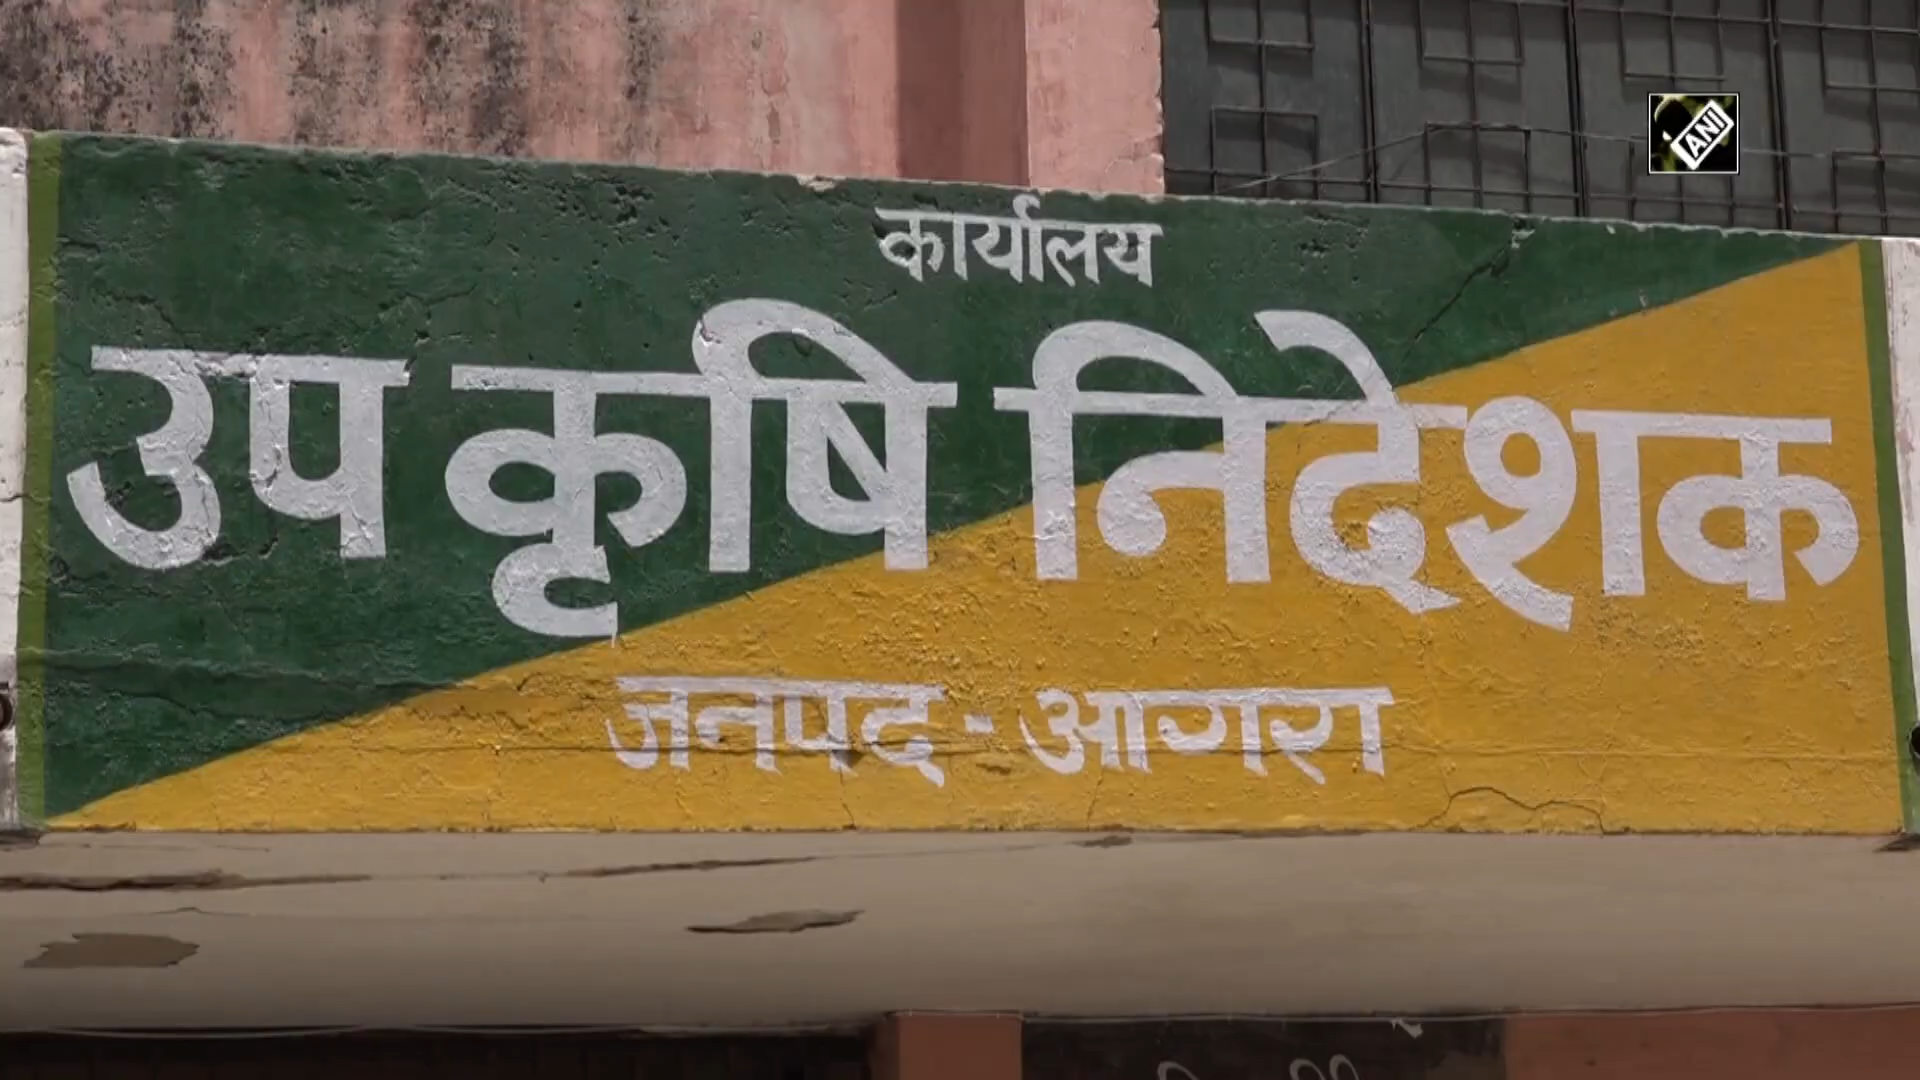 ANI
कार्यालय
उप कृषि निदेशक
जनपद - आगरा